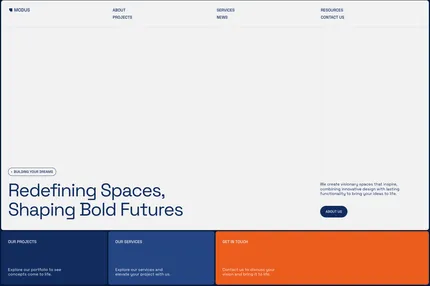 MODUS
ABOUT
PROJECTS
SERVICES
NEWS
RESOURCES
CONTACT US
BUILDING YOUR DREAMS
Redefining Spaces,
Shaping Bold Futures
We create visionary spaces that inspire,
combining innovative design with lasting
functionality to bring your ideas to life.
ABOUT US
OUR PROJECTS
Explore our portfolio to see
concepts come to life.
OUR SERVICES
Explore our services and
elevate your project with us.
GET IN TOUCH
Contact us to discuss your
vision and bring it to life.